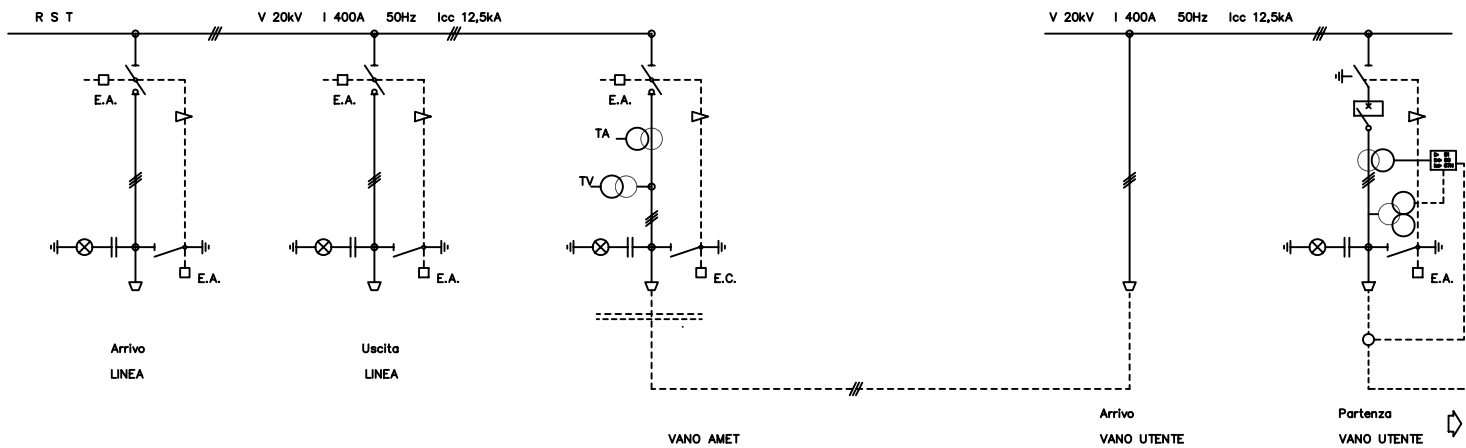 R S T
V 20kV I 400A 50Hz Icc 12,5kA
V 20kV I 400A 50Hz Icc 12,5kA
E.A.
E.A.
E.A.
TA
TV
E.A.
E.A.
E.C.
E.A.
Arrivo
LINEA
Uscita
LINEA
VANO AMET
Arrivo
VANO UTENTE
Partenza
VANO UTENTE